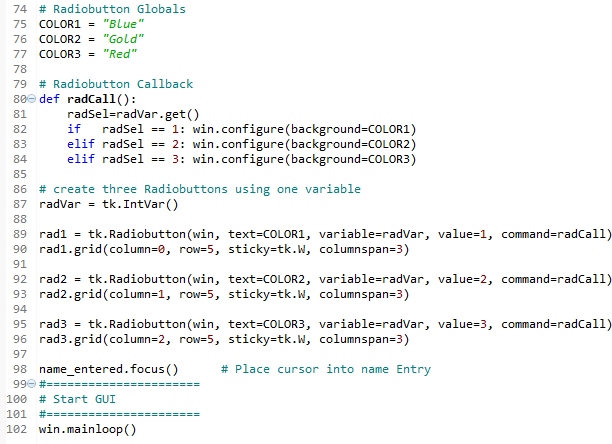 74 # Radiobutton Globals
75 COLOR1 = "Blue"
76 COLOR2 = "Gold"
77 COLOR3 = "Red"
78
79 # Radiobutton Callback
80 def radCall():
81     radSel=radVar.get()
82     if   radSel == 1: win.configure(background=COLOR1)
83     elif radSel == 2: win.configure(background=COLOR2)
84     elif radSel == 3: win.configure(background=COLOR3)
85
86 # create three Radiobuttons using one variable
87 radVar = tk.IntVar()
88
89 rad1 = tk.Radiobutton(win, text=COLOR1, variable=radVar, value=1, command=radCall)
90 rad1.grid(column=0, row=5, sticky=tk.W, columnspan=3)
91
92 rad2 = tk.Radiobutton(win, text=COLOR2, variable=radVar, value=2, command=radCall)
93 rad2.grid(column=1, row=5, sticky=tk.W, columnspan=3)
94
95 rad3 = tk.Radiobutton(win, text=COLOR3, variable=radVar, value=3, command=radCall)
96 rad3.grid(column=2, row=5, sticky=tk.W, columnspan=3)
97
98 name_entered.focus()      # Place cursor into name Entry
99 #======================
100 # Start GUI
101 #======================
102 win.mainloop()